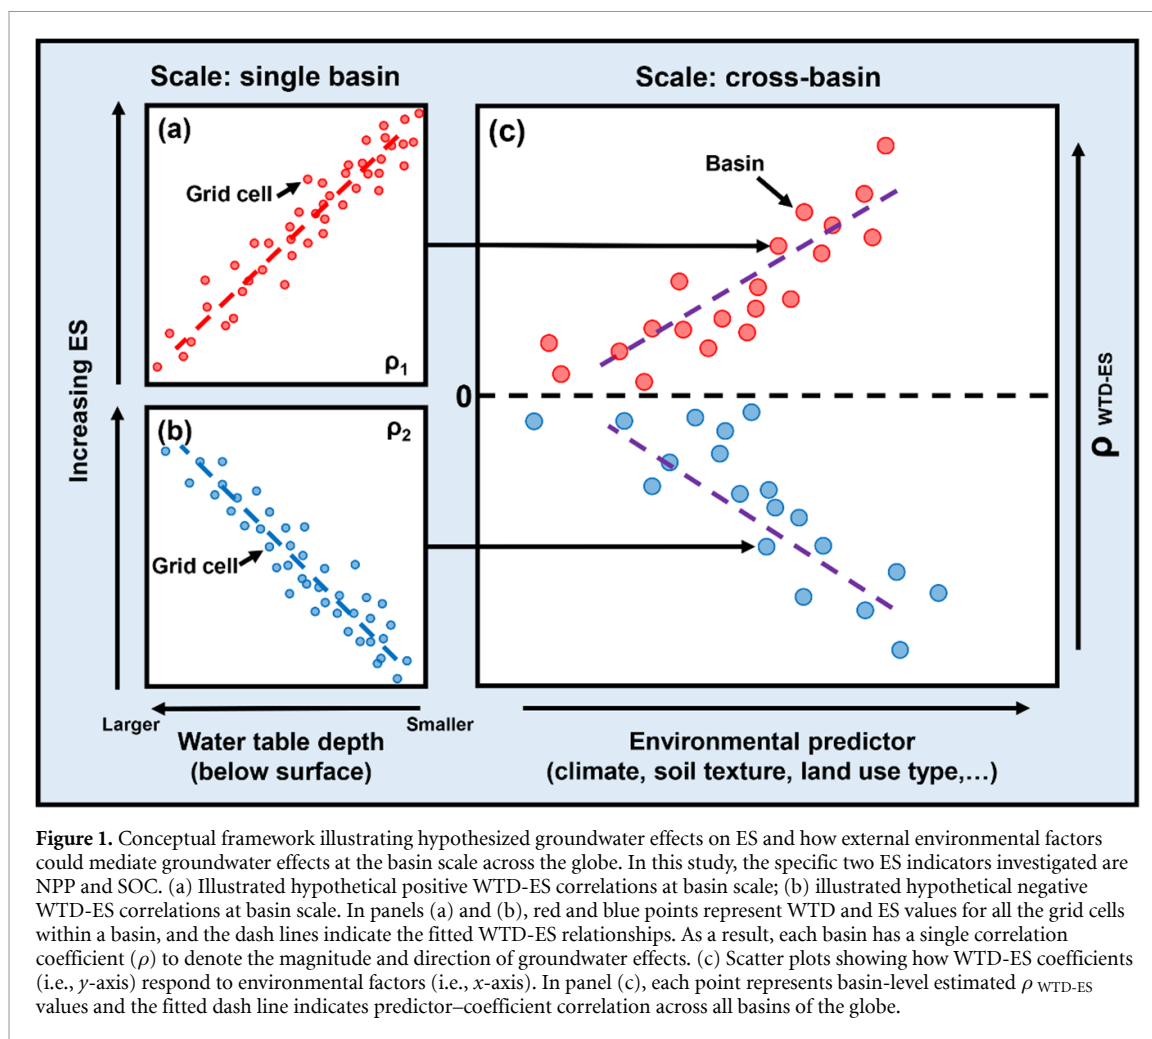 Scale: single basin
Scale: cross-basin
(a)
Grid cell
ρ1
(b)
ρ2
Grid cell
Increasing ES
Larger
Smaller
Water table depth
(below surface)
(c)
Basin
0
ρ WTD-ES
Environmental predictor
(climate, soil texture, land use type,...)
Figure 1. Conceptual framework illustrating hypothesized groundwater effects on ES and how external environmental factors
could mediate groundwater effects at the basin scale across the globe. In this study, the specific two ES indicators investigated are
NPP and SOC. (a) Illustrated hypothetical positive WTD-ES correlations at basin scale; (b) illustrated hypothetical negative
WTD-ES correlations at basin scale. In panels (a) and (b), red and blue points represent WTD and ES values for all the grid cells
within a basin, and the dash lines indicate the fitted WTD-ES relationships. As a result, each basin has a single correlation
coefficient (ρ) to denote the magnitude and direction of groundwater effects. (c) Scatter plots showing how WTD-ES coefficients
(i.e., y-axis) respond to environmental factors (i.e., x-axis). In panel (c), each point represents basin-level estimated ρ WTD-ES
values and the fitted dash line indicates predictor–coefficient correlation across all basins of the globe.